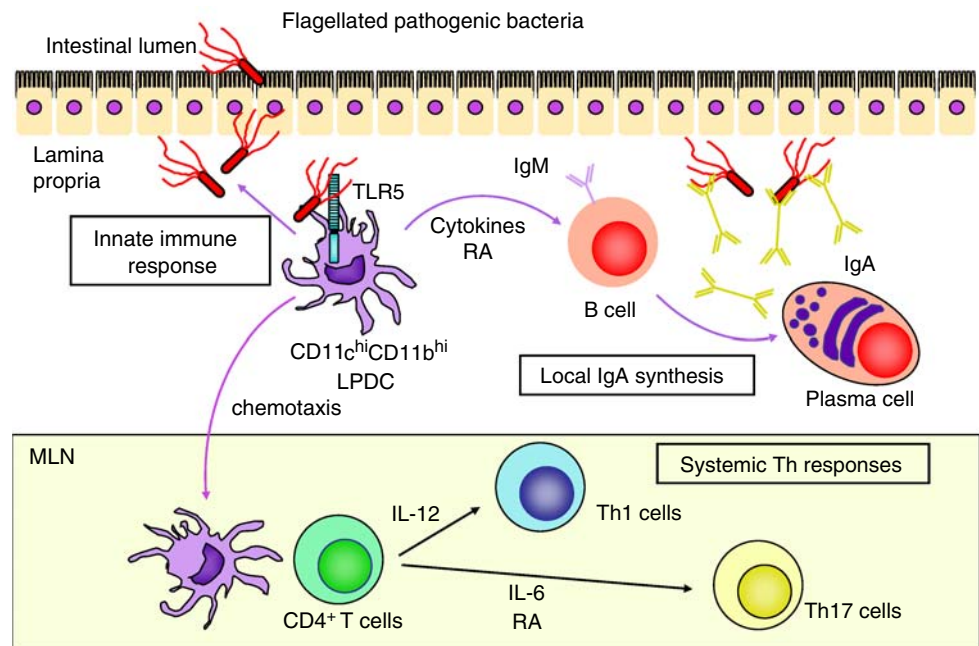 Flagellated pathogenic bacteria
Intestinal lumen
Lamina
propria
TLR5
IgM
Cytokines
RA
Innate immune
response
IgA
B cell
CD11c^hiCD11b^hi
LPDC
Local IgA synthesis
Plasma cell
chemotaxis
MLN
Systemic Th responses
IL-12
Th1 cells
IL-6
RA
CD4⁺ T cells
Th17 cells